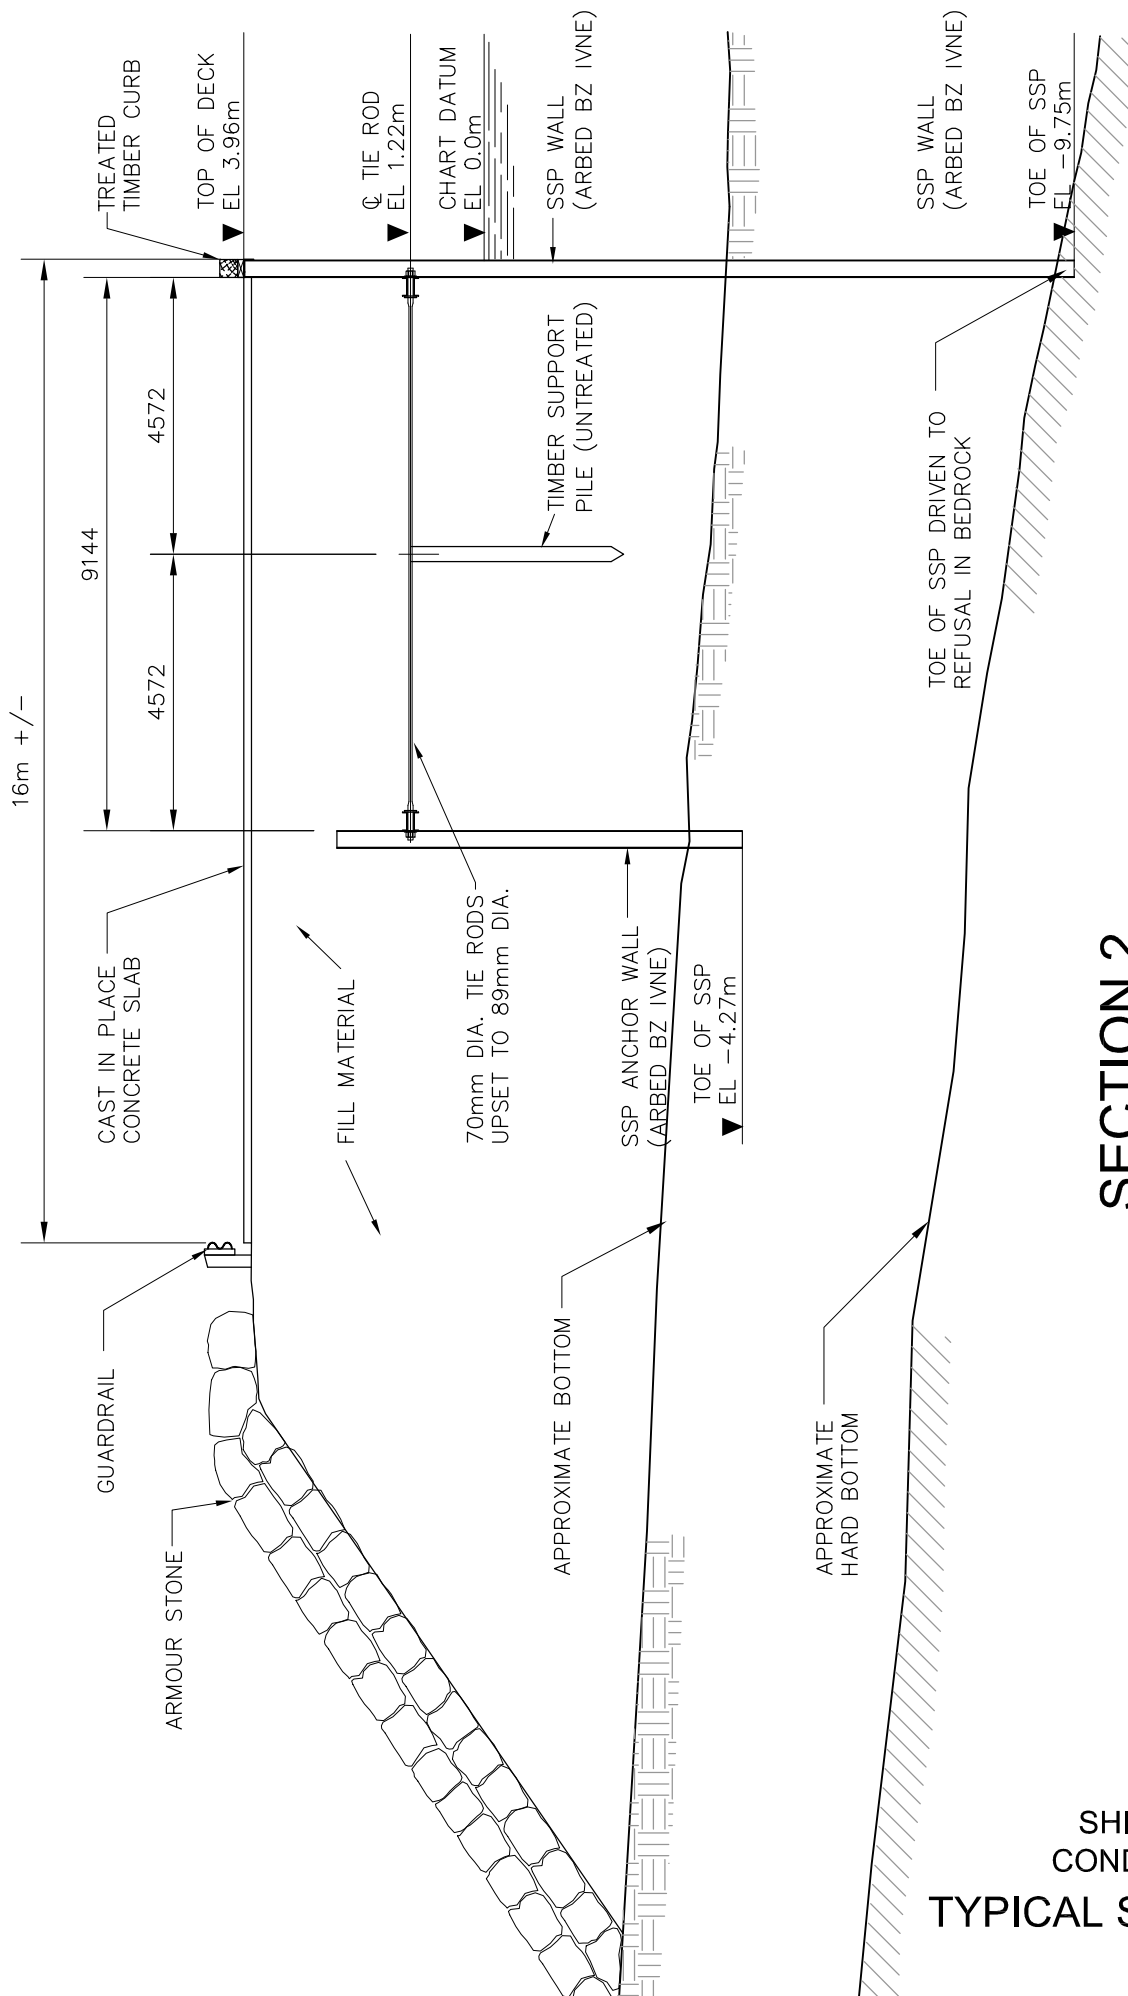 16m +/-
9144
4572
4572
TREATED
TIMBER CURB
TOP OF DECK
EL 3.96m
℄ TIE ROD
EL 1.22m
CHART DATUM
EL 0.0m
SSP WALL
(ARBED BZ IVNE)
SSP WALL
(ARBED BZ IVNE)
TOE OF SSP
EL -9.75m
TIMBER SUPPORT
PILE (UNTREATED)
TOE OF SSP DRIVEN TO
REFUSAL IN BEDROCK
CAST IN PLACE
CONCRETE SLAB
FILL MATERIAL
70mm DIA. TIE RODS
UPSET TO 89mm DIA.
SSP ANCHOR WALL
(ARBED BZ IVNE)
TOE OF SSP
EL -4.27m
GUARDRAIL
ARMOUR STONE
APPROXIMATE BOTTOM
APPROXIMATE
HARD BOTTOM
SECTION 2
TYPICAL